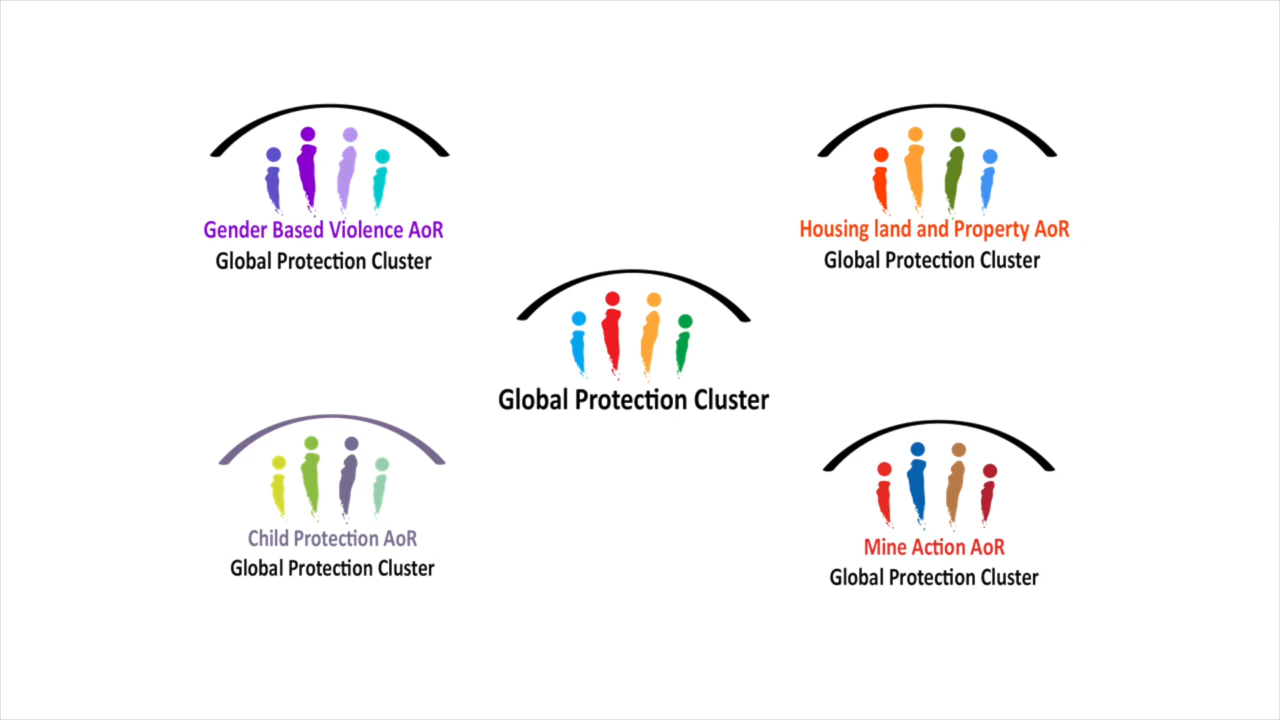 Gender Based Violence AoR
Global Protection Cluster
Housing land and Property AoR
Global Protection Cluster
Global Protection Cluster
Child Protection AoR
Global Protection Cluster
Mine Action AoR
Global Protection Cluster